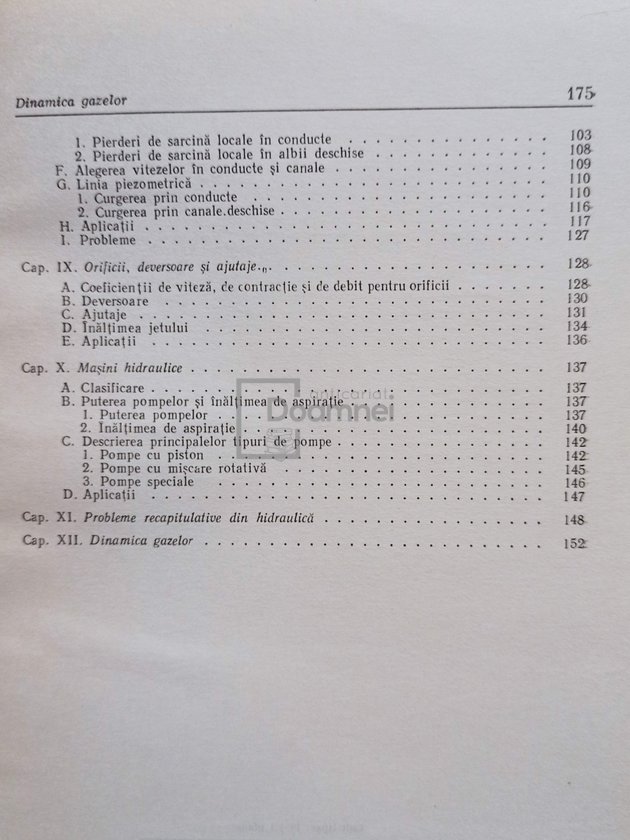 Dinamica gazelor 175
1. Pierderi de sarcină locale în conducte . . . . . . . . . . . . . . 103
2. Pierderi de sarcină locale în albii deschise . . . . . . . . . . . . 108
F. Alegerea vitezelor în conducte și canale . . . . . . . . . . . . . . 109
G. Linia piezometrică . . . . . . . . . . . . . . . . . . . . . . . 110
1. Curgerea prin conducte . . . . . . . . . . . . . . . . . . . . 110
2. Curgerea prin canale.deschise . . . . . . . . . . . . . . . . . . 116
H. Aplicații . . . . . . . . . . . . . . . . . . . . . . . . . . . 117
I. Probleme . . . . . . . . . . . . . . . . . . . . . . . . . . . 127
Cap. IX. Orificii, deversoare și ajutaje . . . . . . . . . . . . . . . . 128
A. Coeficienții de viteză, de contracție și de debit pentru orificii . . . . . . 128
B. Deversoare . . . . . . . . . . . . . . . . . . . . . . . . . . 130
C. Ajutaje . . . . . . . . . . . . . . . . . . . . . . . . . . . . 131
D. Înălțimea jetului . . . . . . . . . . . . . . . . . . . . . . . . 134
E. Aplicații . . . . . . . . . . . . . . . . . . . . . . . . . . . 136
Cap. X. Mașini hidraulice . . . . . . . . . . . . . . . . . . . . . . 137
A. Clasificare . . . . . . . . . . . . . . . . . . . . . . . . . . 137
B. Puterea pompelor și înălțimea de aspirație . . . . . . . . . . . . . 137
1. Puterea pompelor . . . . . . . . . . . . . . . . . . . . . . . 137
2. Inălțimea de aspirație . . . . . . . . . . . . . . . . . . . . . 140
C. Descrierea principalelor tipuri de pompe . . . . . . . . . . . . . . 142
1. Pompe cu piston . . . . . . . . . . . . . . . . . . . . . . . 142
2. Pompe cu mișcare rotativă . . . . . . . . . . . . . . . . . . . 145
3. Pompe speciale . . . . . . . . . . . . . . . . . . . . . . . . 146
D. Aplicații . . . . . . . . . . . . . . . . . . . . . . . . . . . 147
Cap. XI. Probleme recapitulative din hidraulică . . . . . . . . . . . . . 148
Cap. XII. Dinamica gazelor . . . . . . . . . . . . . . . . . . . . . 152
anticariat
Doamnei